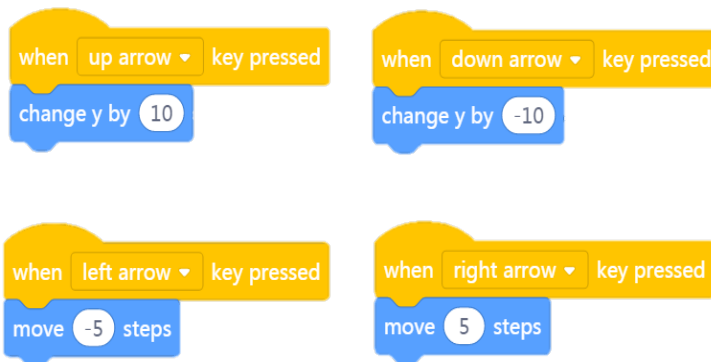 when up arrow key pressed
change y by 10
when down arrow key pressed
change y by -10
when left arrow key pressed
move -5 steps
when right arrow key pressed
move 5 steps